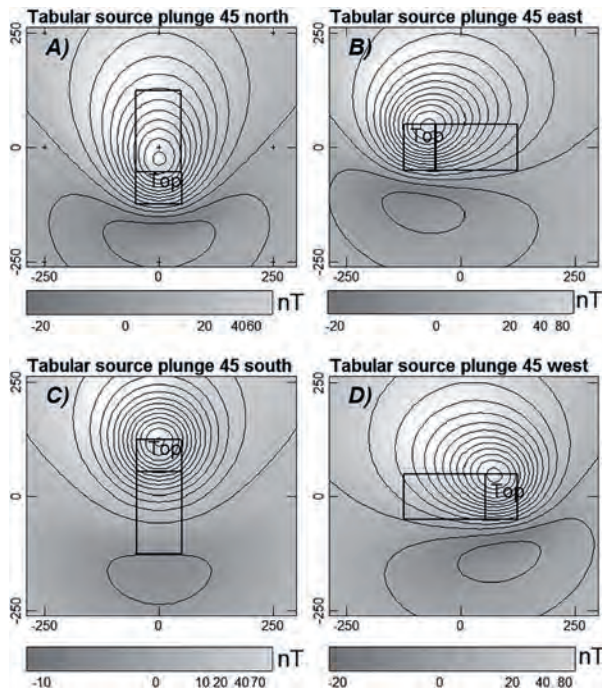 Tabular source plunge 45 north
A)
250
0
-250
Top
-250 0 250
nT
-20 0 20 4060
Tabular source plunge 45 east
B)
250
0
-250
Top
-250 0 250
nT
-20 0 20 40 80
Tabular source plunge 45 south
C)
250
0
-250
Top
-250 0 250
nT
-10 0 10 20 40 70
Tabular source plunge 45 west
D)
250
0
-250
Top
-250 0 250
nT
-20 0 20 40 80